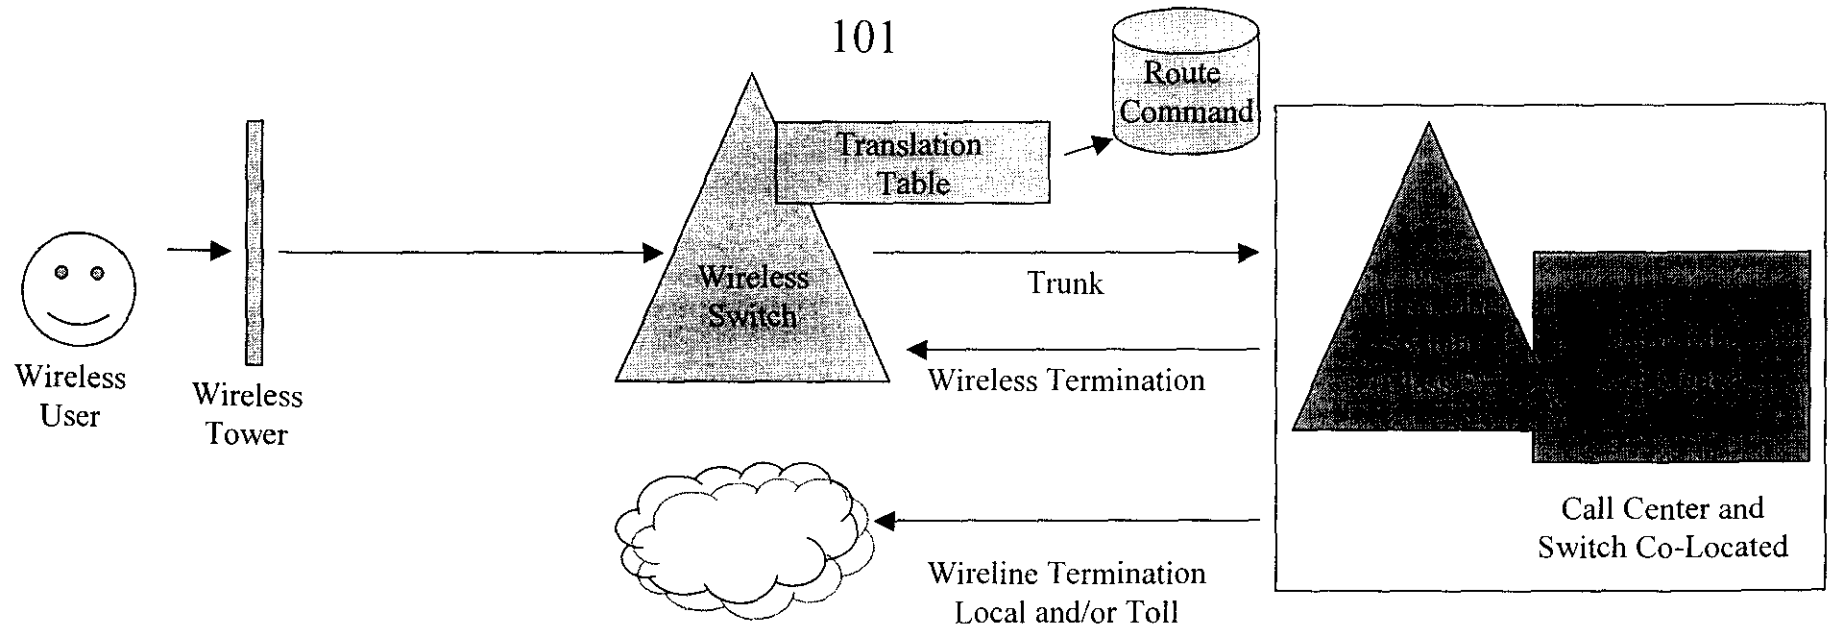 101
Route
Command
Translation
Table
Wireless
Switch
Trunk
Wireless Termination
Wireless
User
Wireless
Tower
Call Center and
Switch Co-Located
Wireline Termination
Local and/or Toll